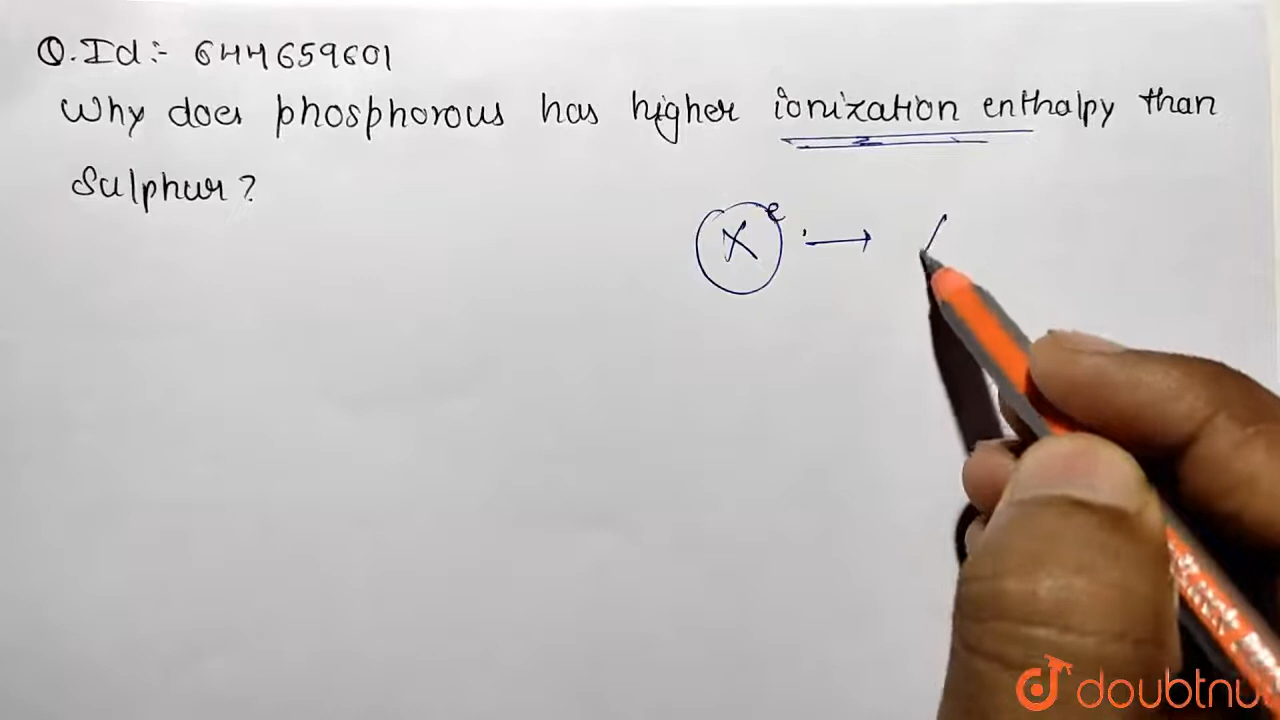 Q.Id:- 644659601
Why does phosphorous has higher ionization enthalpy than
Sulphur?
X e
doubtnut